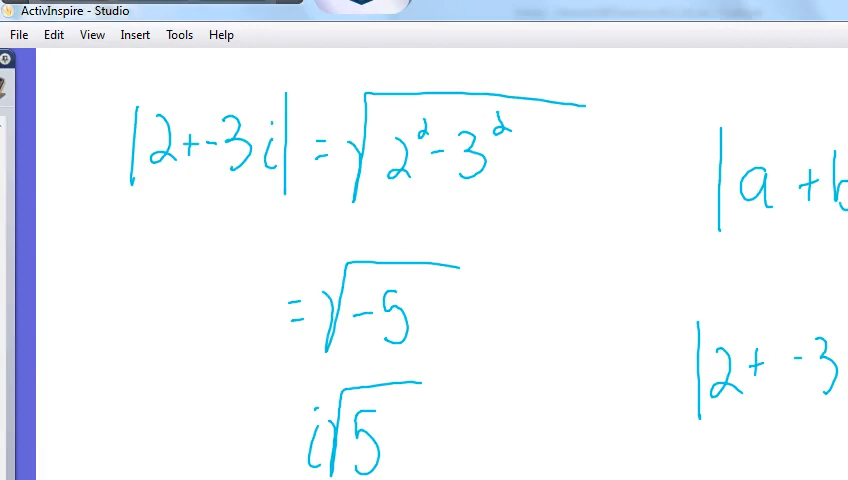 ActivInspire - Studio
File Edit View Insert Tools Help
|2+-3i| = √(2² - 3²)
|a + b
= √-5
|2 + -3
i√5